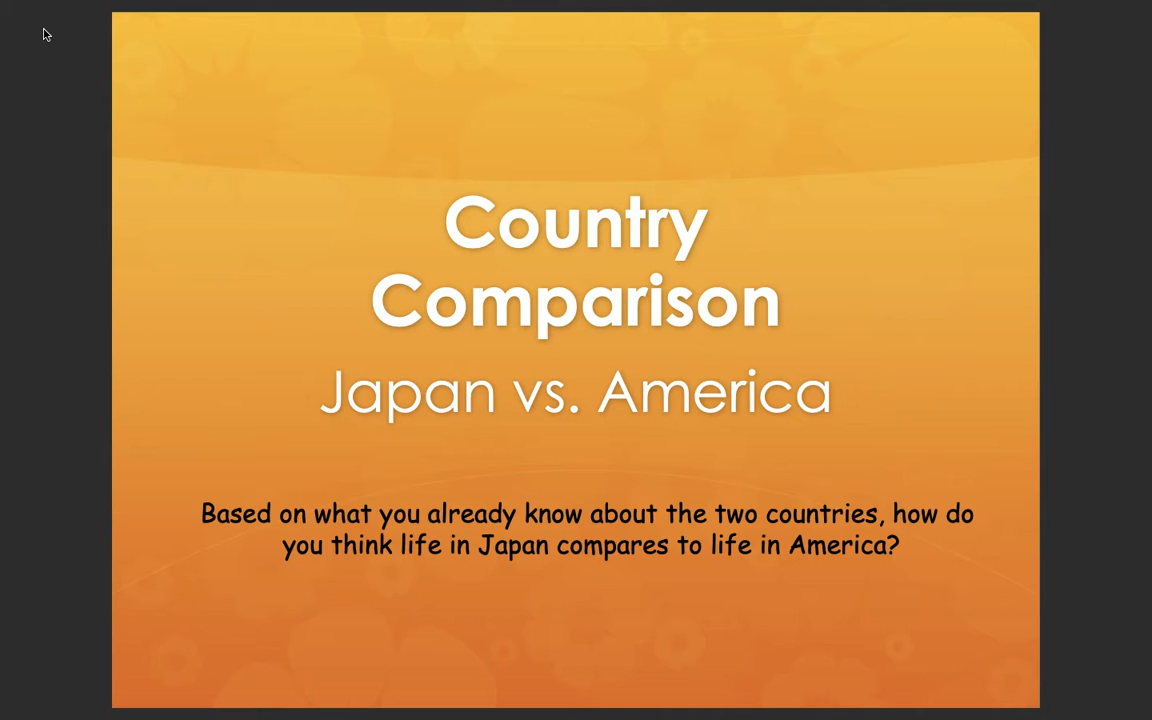 Country
Comparison
Japan vs. America
Based on what you already know about the two countries, how do
you think life in Japan compares to life in America?